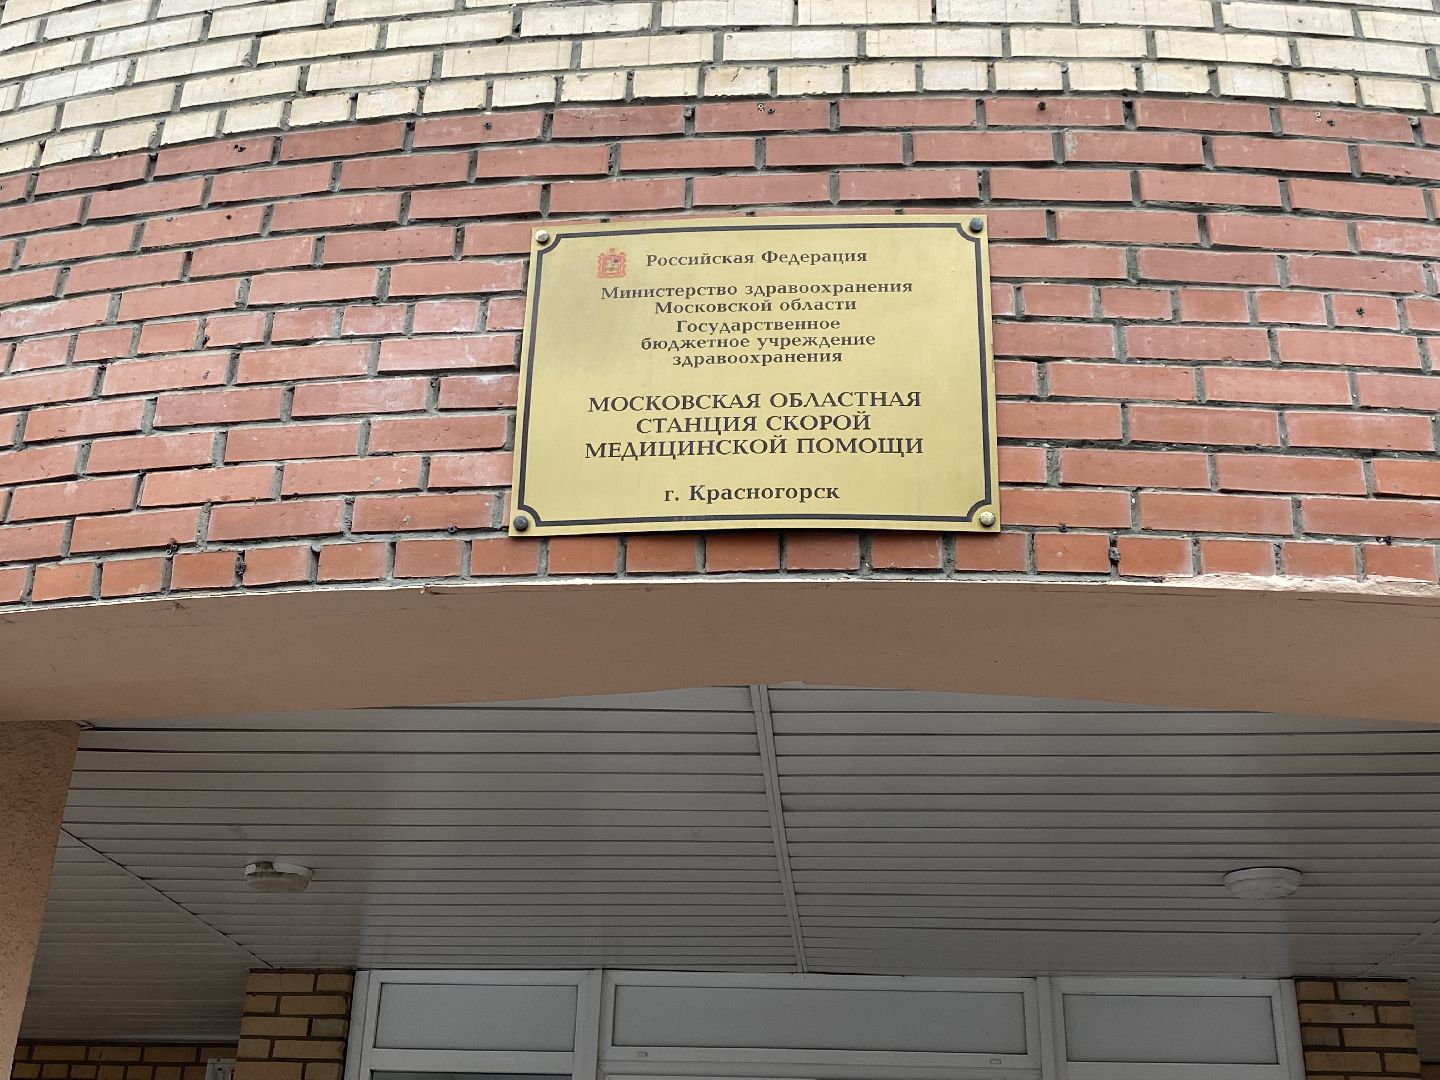 Российская Федерация
Министерство здравоохранения
Московской области
Государственное
бюджетное учреждение
здравоохранения
МОСКОВСКАЯ ОБЛАСТНАЯ
СТАНЦИЯ СКОРОЙ
МЕДИЦИНСКОЙ ПОМОЩИ
г. Красногорск